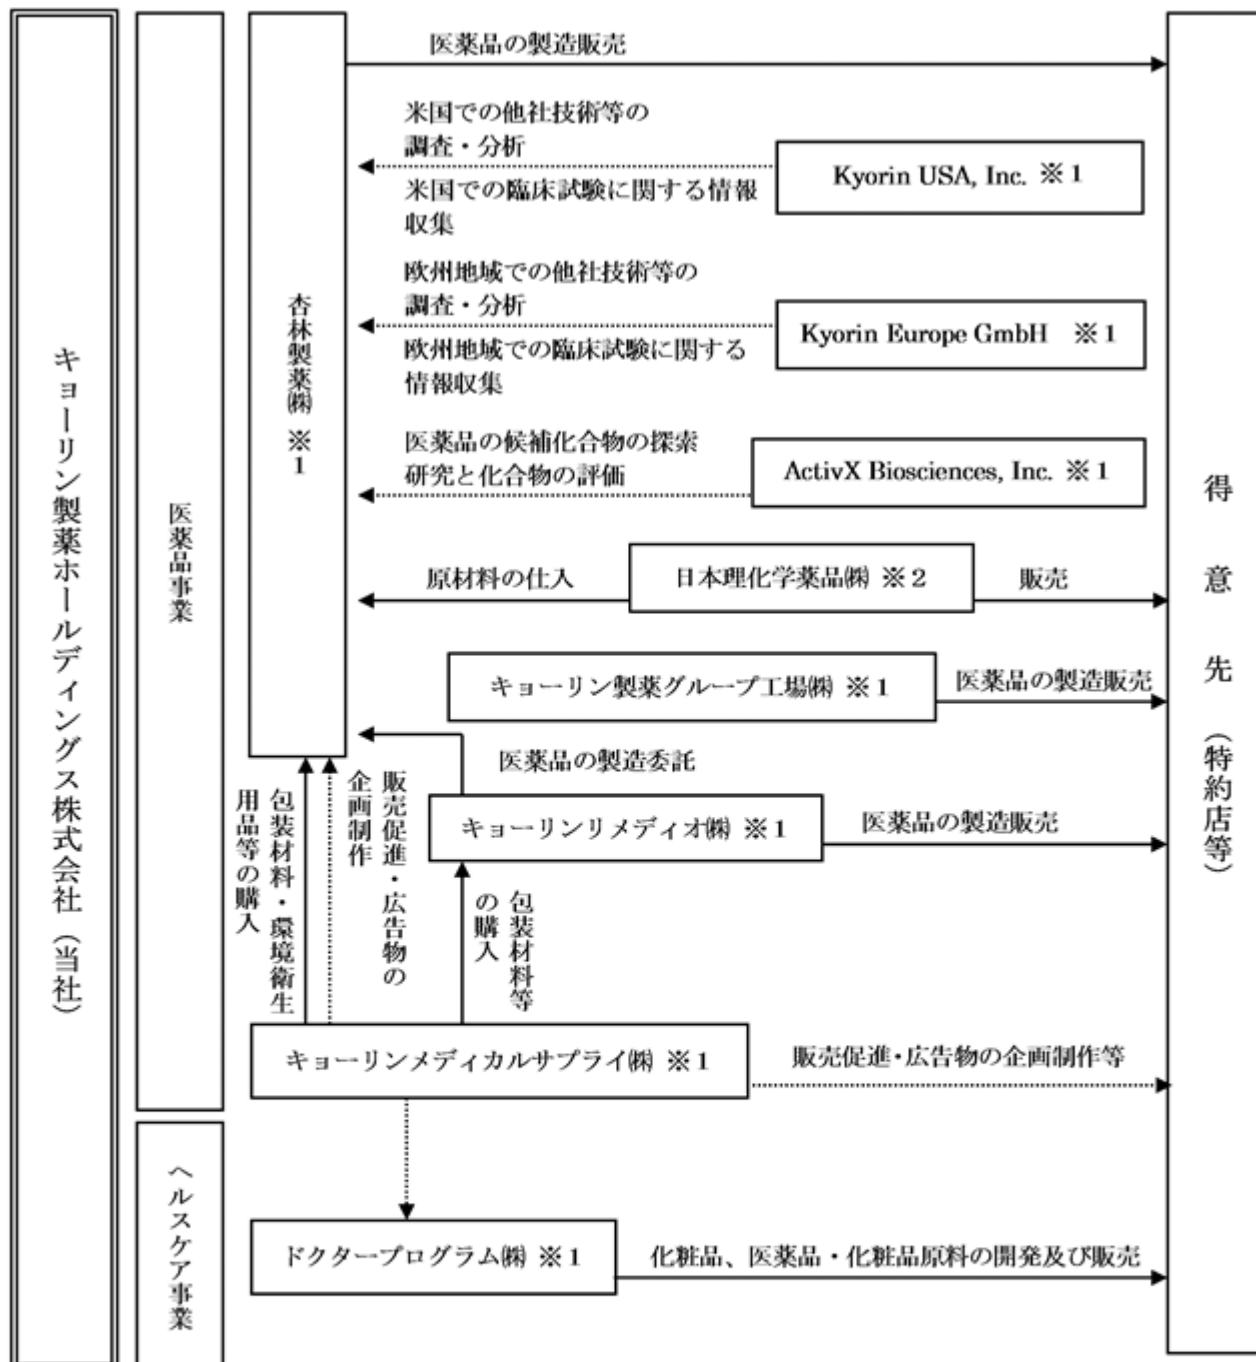 キョーリン製薬ホールディングス株式会社（当社）
医薬品事業
ヘルスケア事業
杏林製薬㈱ ※1
医薬品の製造販売
米国での他社技術等の
調査・分析
米国での臨床試験に関する情報
収集
Kyorin USA, Inc. ※1
欧州地域での他社技術等の
調査・分析
欧州地域での臨床試験に関する
情報収集
Kyorin Europe GmbH ※1
医薬品の候補化合物の探索
研究と化合物の評価
ActivX Biosciences, Inc. ※1
原材料の仕入
日本理化学薬品㈱ ※2
販売
キョーリン製薬グループ工場㈱ ※1
医薬品の製造販売
医薬品の製造委託
キョーリンリメディオ㈱ ※1
医薬品の製造販売
包装材料・環境衛生
用品等の購入
販売促進・広告物の
企画制作
包装材料等
の購入
キョーリンメディカルサプライ㈱ ※1
販売促進・広告物の企画制作等
ドクタープログラム㈱ ※1
化粧品、医薬品・化粧品原料の開発及び販売
得意先（特約店等）